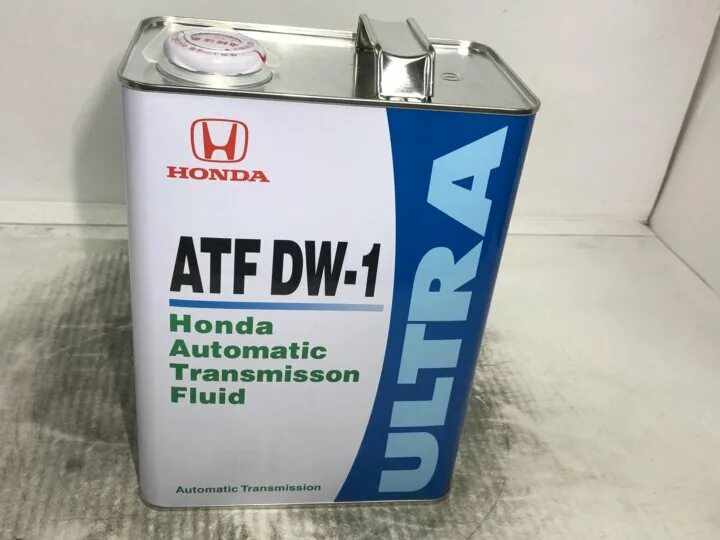 HONDA
ATF DW-1
Honda
Automatic
Transmisson
Fluid
Automatic Transmission
ULTRA